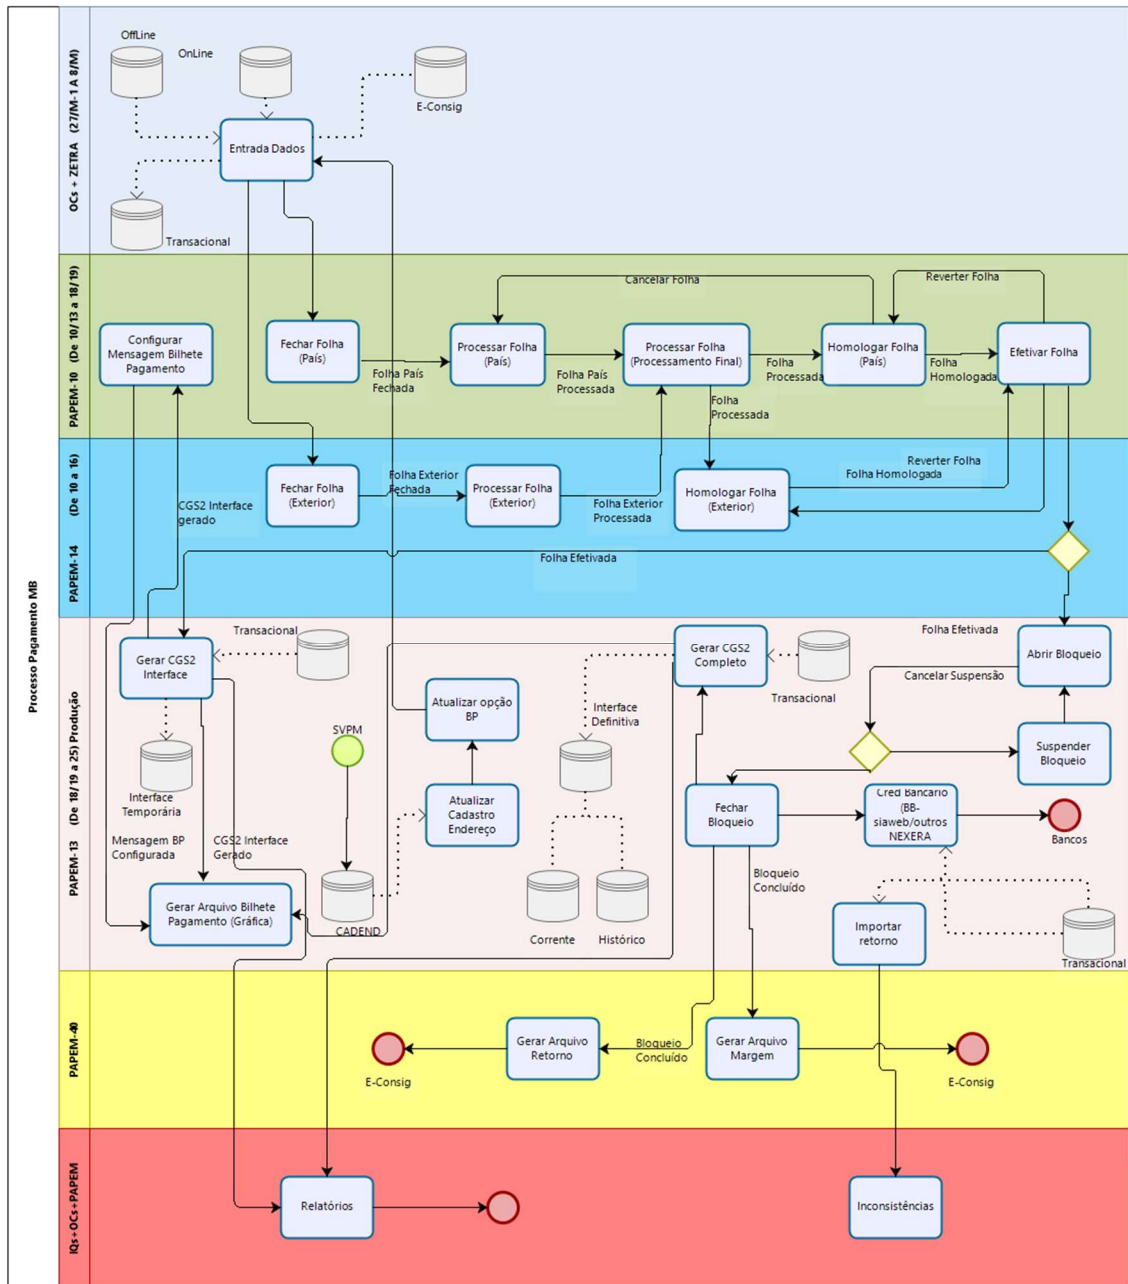 Processo Pagamento MB
OCs + ZETRA (27/M-1 A 8/M)
OffLine
OnLine
E-Consig
Entrada Dados
Transacional
PAPEM-10 (De 10/13 a 18/19)
Cancelar Folha
Reverter Folha
Configurar
Mensagem Bilhete
Pagamento
Fechar Folha
(País)
Processar Folha
(País)
Processar Folha
(Processamento Final)
Homologar Folha
(País)
Efetivar Folha
Folha País
Fechada
Folha País
Processada
Folha
Processada
Folha
Homologada
Folha
Processada
PAPEM-14 (De 10 a 16)
CGS2 Interface
gerado
Fechar Folha
(Exterior)
Folha Exterior
Fechada
Processar Folha
(Exterior)
Folha Exterior
Processada
Homologar Folha
(Exterior)
Reverter Folha
Folha Homologada
Folha Efetivada
PAPEM-13 (De 18/19 a 25) Produção
Gerar CGS2
Interface
Transacional
Gerar CGS2
Completo
Transacional
Folha Efetivada
Abrir Bloqueio
Cancelar Suspensão
Atualizar opção
BP
SVPM
Interface
Definitiva
Suspender
Bloqueio
Interface
Temporária
Atualizar
Cadastro
Endereço
Fechar
Bloqueio
Cred Bancário
(BB-
siaweb/outros
NEXERA
Bancos
Mensagem BP
Configurada
CGS2 Interface
Gerado
Bloqueio
Concluído
Gerar Arquivo Bilhete
Pagamento (Gráfica)
CADEND
Corrente
Histórico
Importar
retorno
Transacional
PAPEM-40
Gerar Arquivo
Retorno
Bloqueio
Concluído
Gerar Arquivo
Margem
E-Consig
E-Consig
IQs+OCs+PAPEM
Relatórios
Inconsistências